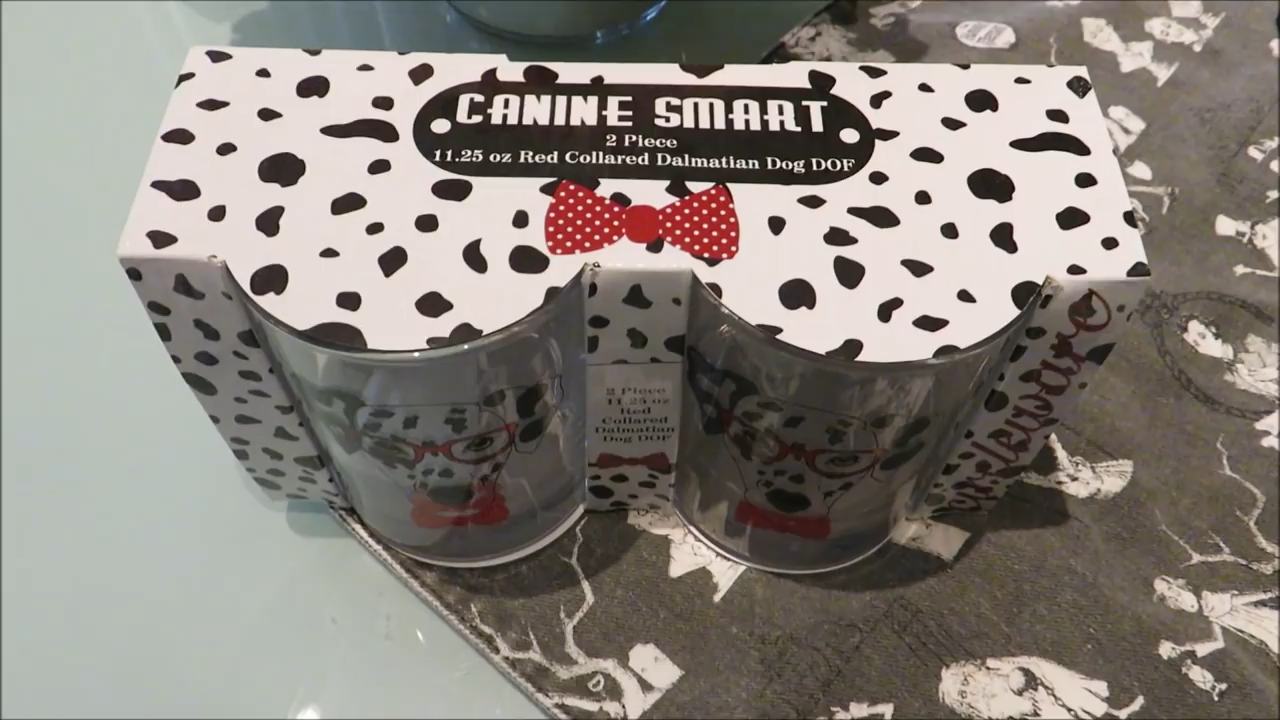 CANINE SMART
2 Piece
11.25 oz Red Collared Dalmatian Dog DOF
2 Piece
11.25 oz
Red
Collared
Dalmatian
Dog DOF